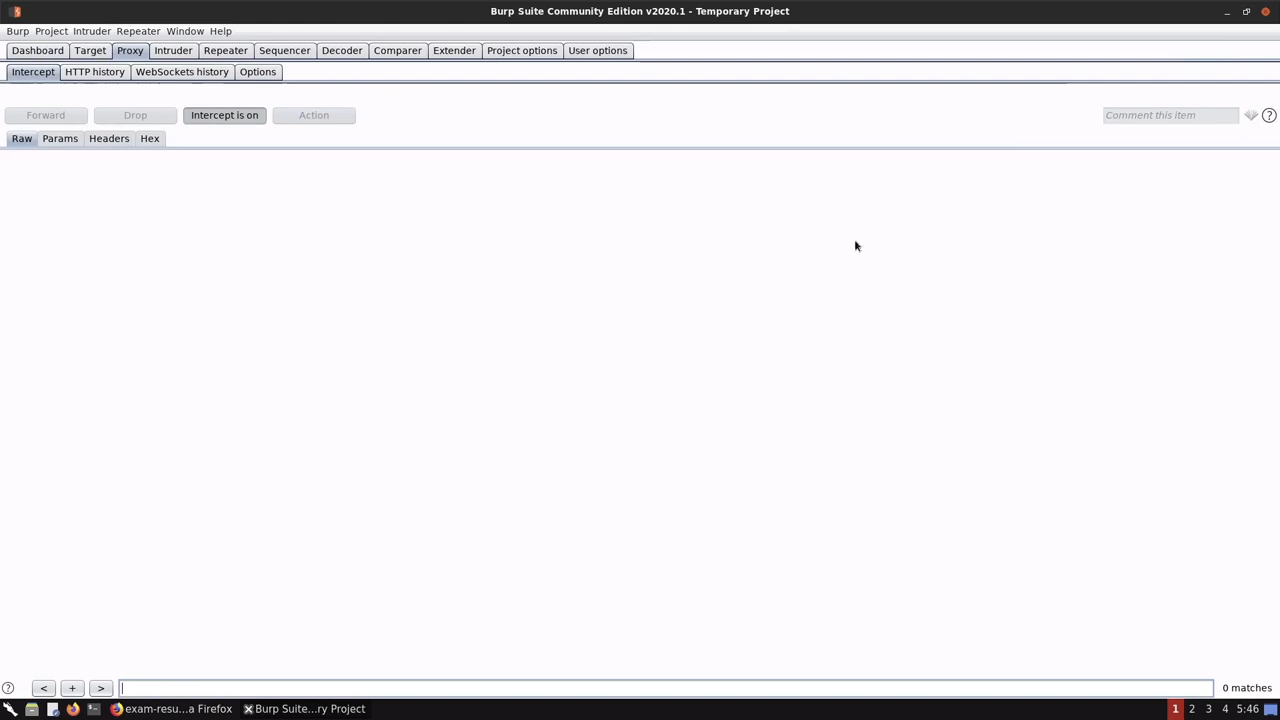 Burp Suite Community Edition v2020.1 - Temporary Project
Burp Project Intruder Repeater Window Help
Dashboard Target Proxy Intruder Repeater Sequencer Decoder Comparer Extender Project options User options
Intercept HTTP history WebSockets history Options
Forward Drop Intercept is on Action Comment this item ?
Raw Params Headers Hex
? < + > 0 matches
exam-resu...a Firefox Burp Suite...ry Project 1 2 3 4 5:46